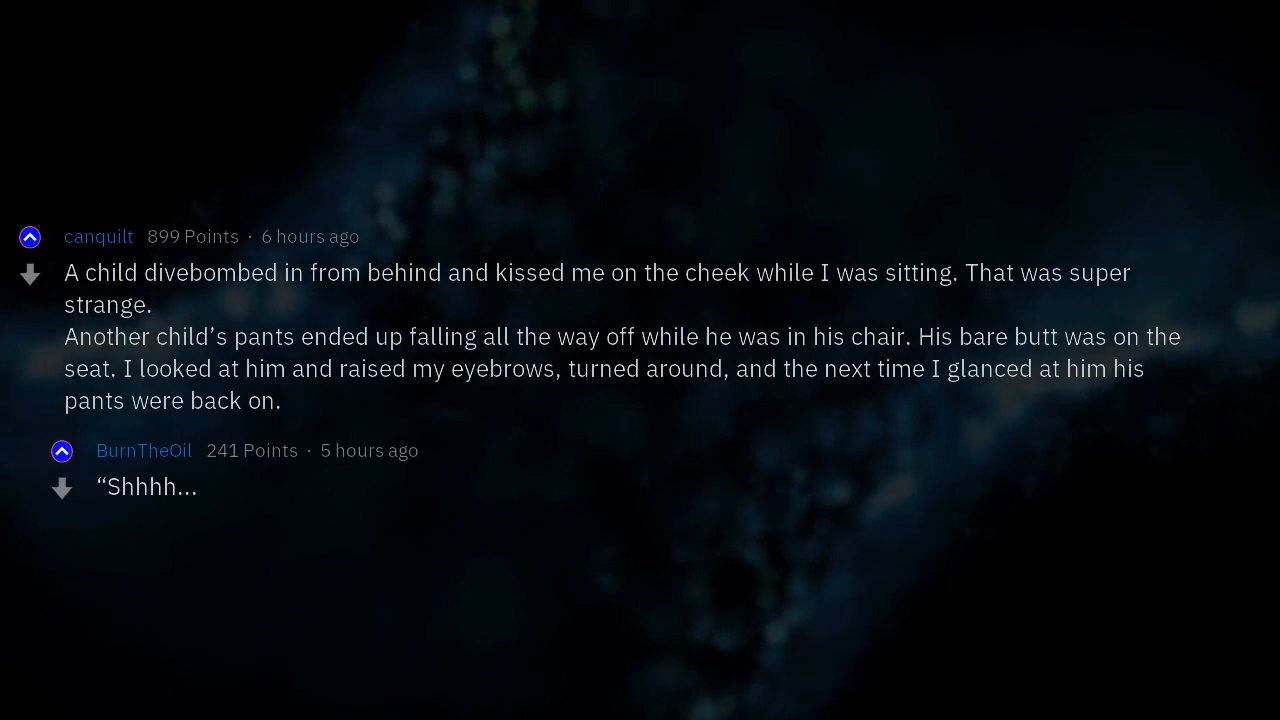 canquilt 899 Points · 6 hours ago
A child divebombed in from behind and kissed me on the cheek while I was sitting. That was super
strange.
Another child’s pants ended up falling all the way off while he was in his chair. His bare butt was on the
seat. I looked at him and raised my eyebrows, turned around, and the next time I glanced at him his
pants were back on.
BurnTheOil 241 Points · 5 hours ago
“Shhhh...